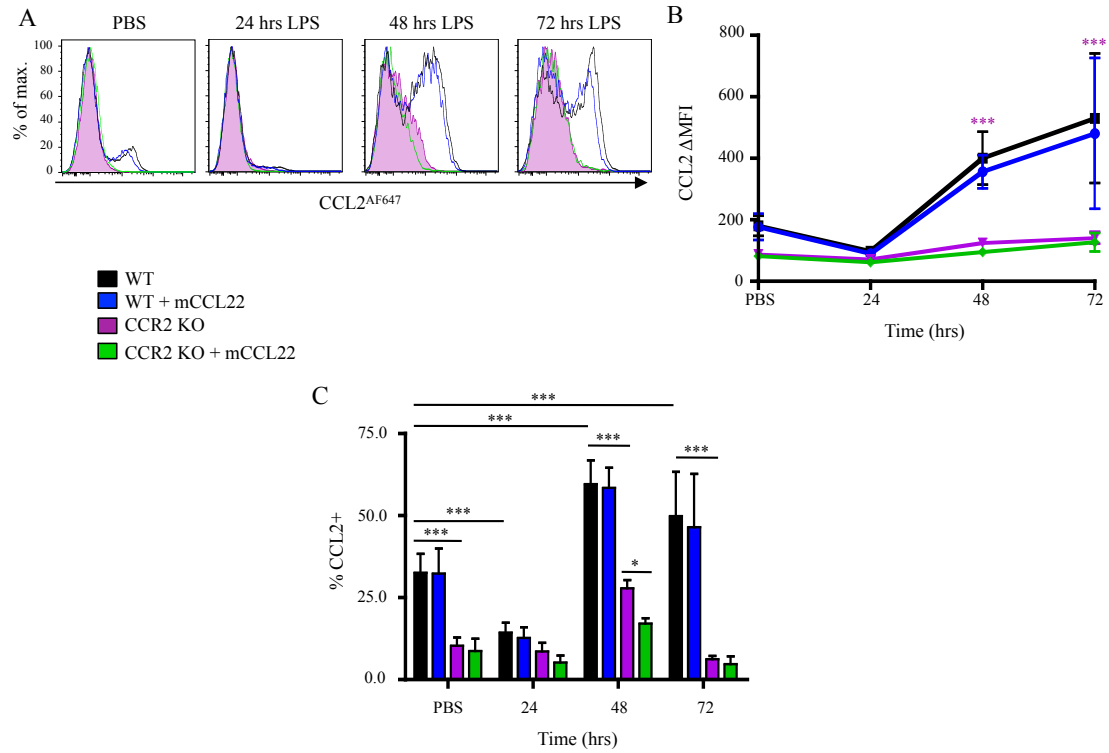 A
PBS
24 hrs LPS
48 hrs LPS
72 hrs LPS
% of max.
100
80
60
40
20
0
CCL2^AF647
WT
WT + mCCL22
CCR2 KO
CCR2 KO + mCCL22
B
CCL2 ΔMFI
800
600
400
200
0
***
***
PBS
24
48
72
Time (hrs)
C
% CCL2+
75.0
50.0
25.0
0.0
***
***
***
***
***
*
***
PBS
24
48
72
Time (hrs)